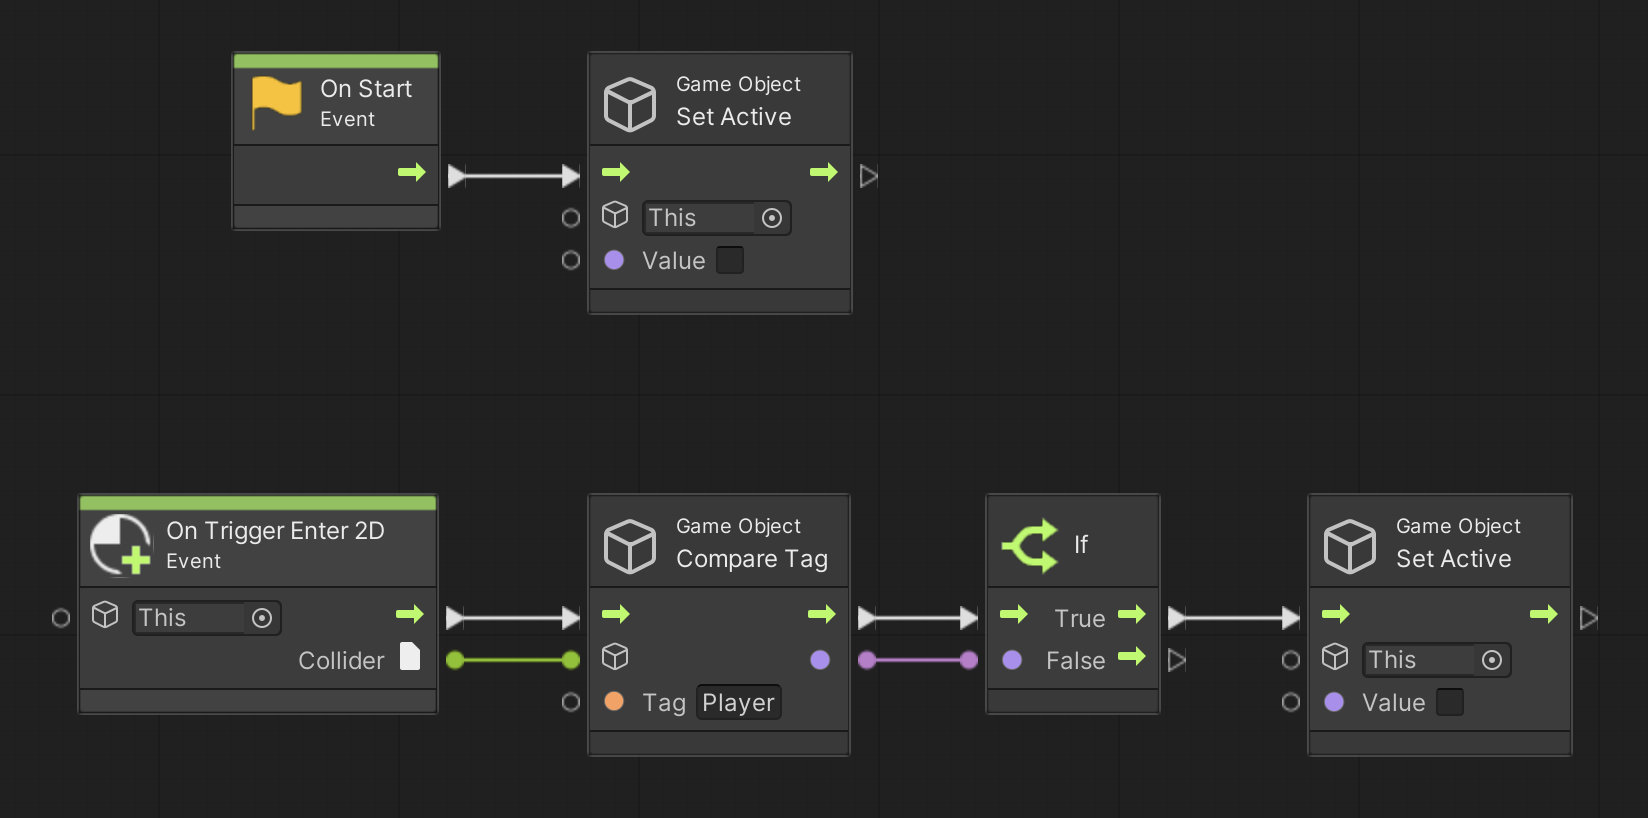 On Start
Event
Game Object
Set Active
This
Value
On Trigger Enter 2D
Event
This
Collider
Game Object
Compare Tag
Tag Player
If
True
False
Game Object
Set Active
This
Value